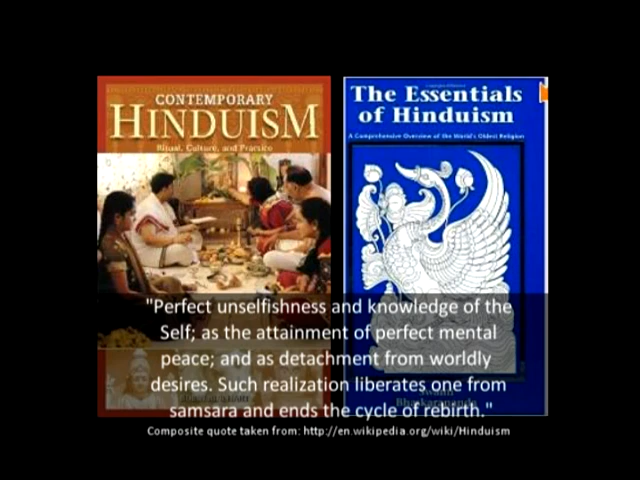 CONTEMPORARY
HINDUISM
Ritual, Culture, and Practice
The Essentials
of Hinduism
A Comprehensive Overview of the World's Oldest Religion
"Perfect unselfishness and knowledge of the
Self; as the attainment of perfect mental
peace; and as detachment from worldly
desires. Such realization liberates one from
samsara and ends the cycle of rebirth."
Swami
Bhaskarananda
Composite quote taken from: http://en.wikipedia.org/wiki/Hinduism